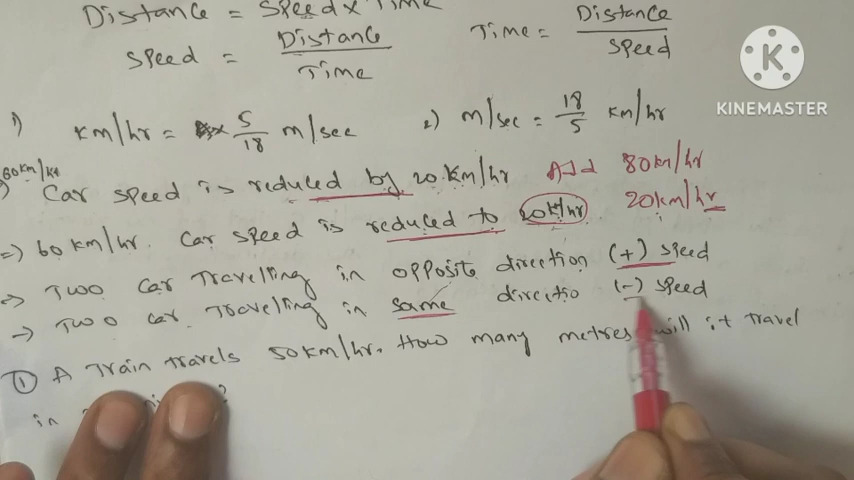 Distance = Speed x Time
Speed = Distance / Time
Time = Distance / Speed
1) km/hr = x 5/18 m/sec 2) m/sec = 18/5 km/hr
60km/hr
Car speed is reduced by 20 km/hr Add 80km/hr
=) 60 km/hr. Car speed is reduced to 20k/hr 20km/hr
=> Two Car Travelling in opposite direction (+) speed
→ Two car Travelling in same directio (-) speed
① A Train travels 50km/hr. How many metres will it travel
in ?
K
KINEMASTER